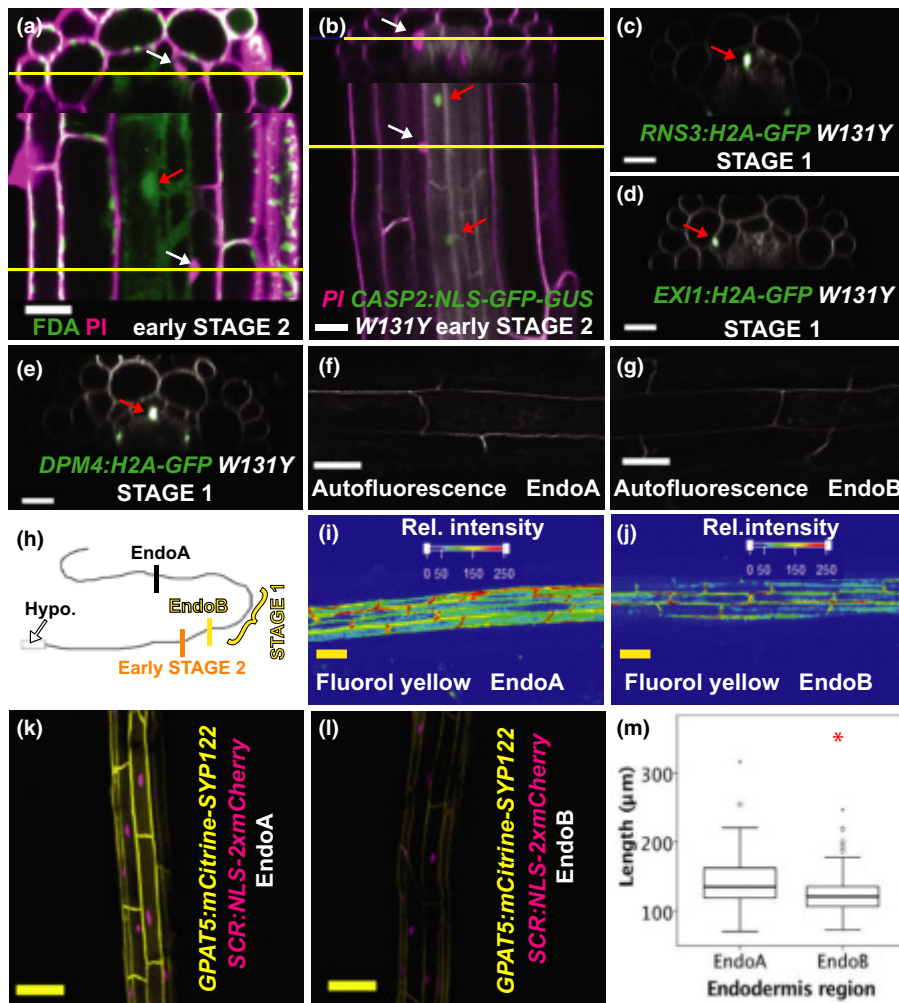 (a)
FDA PI early STAGE 2
(b)
PI CASP2:NLS-GFP-GUS
W131Y early STAGE 2
(c)
RNS3:H2A-GFP W131Y
STAGE 1
(d)
EXI1:H2A-GFP W131Y
STAGE 1
(e)
DPM4:H2A-GFP W131Y
STAGE 1
(f)
Autofluorescence EndoA
(g)
Autofluorescence EndoB
(h)
EndoA
Hypo.
EndoB
STAGE 1
Early STAGE 2
(i)
Rel. intensity
0 50 150 250
Fluorol yellow EndoA
(j)
Rel.intensity
0 50 150 250
Fluorol yellow EndoB
(k)
GPAT5:mCitrine-SYP122
SCR:NLS-2xmCherry
EndoA
(l)
GPAT5:mCitrine-SYP122
SCR:NLS-2xmCherry
EndoB
(m)
*
Length (µm)
300
200
100
EndoA EndoB
Endodermis region